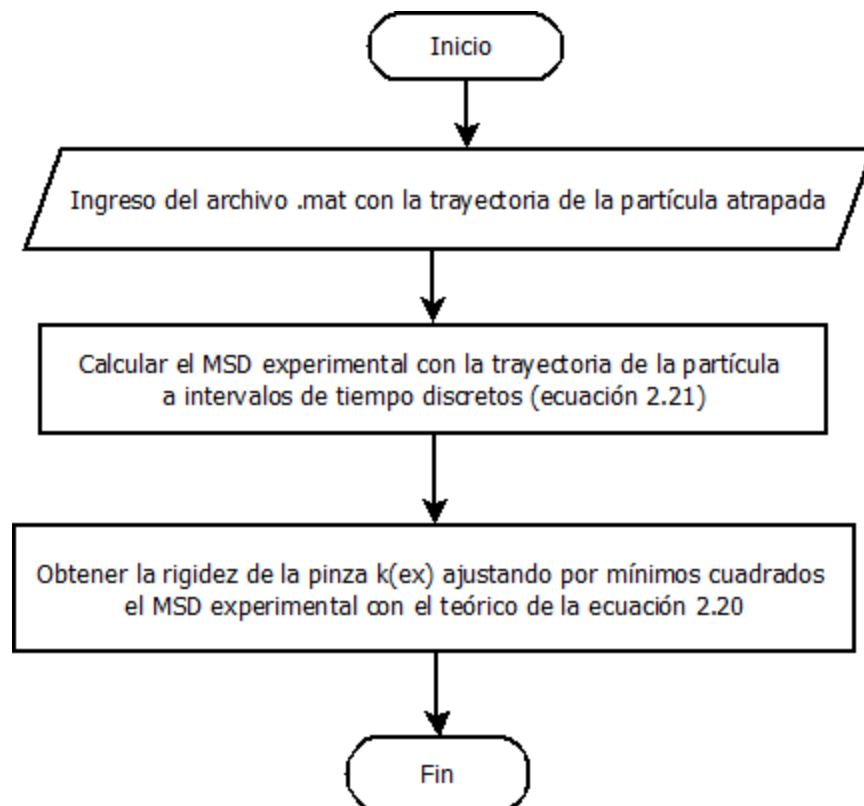 Inicio
Ingreso del archivo .mat con la trayectoria de la partícula atrapada
Calcular el MSD experimental con la trayectoria de la partícula
a intervalos de tiempo discretos (ecuación 2.21)
Obtener la rigidez de la pinza k(ex) ajustando por mínimos cuadrados
el MSD experimental con el teórico de la ecuación 2.20
Fin